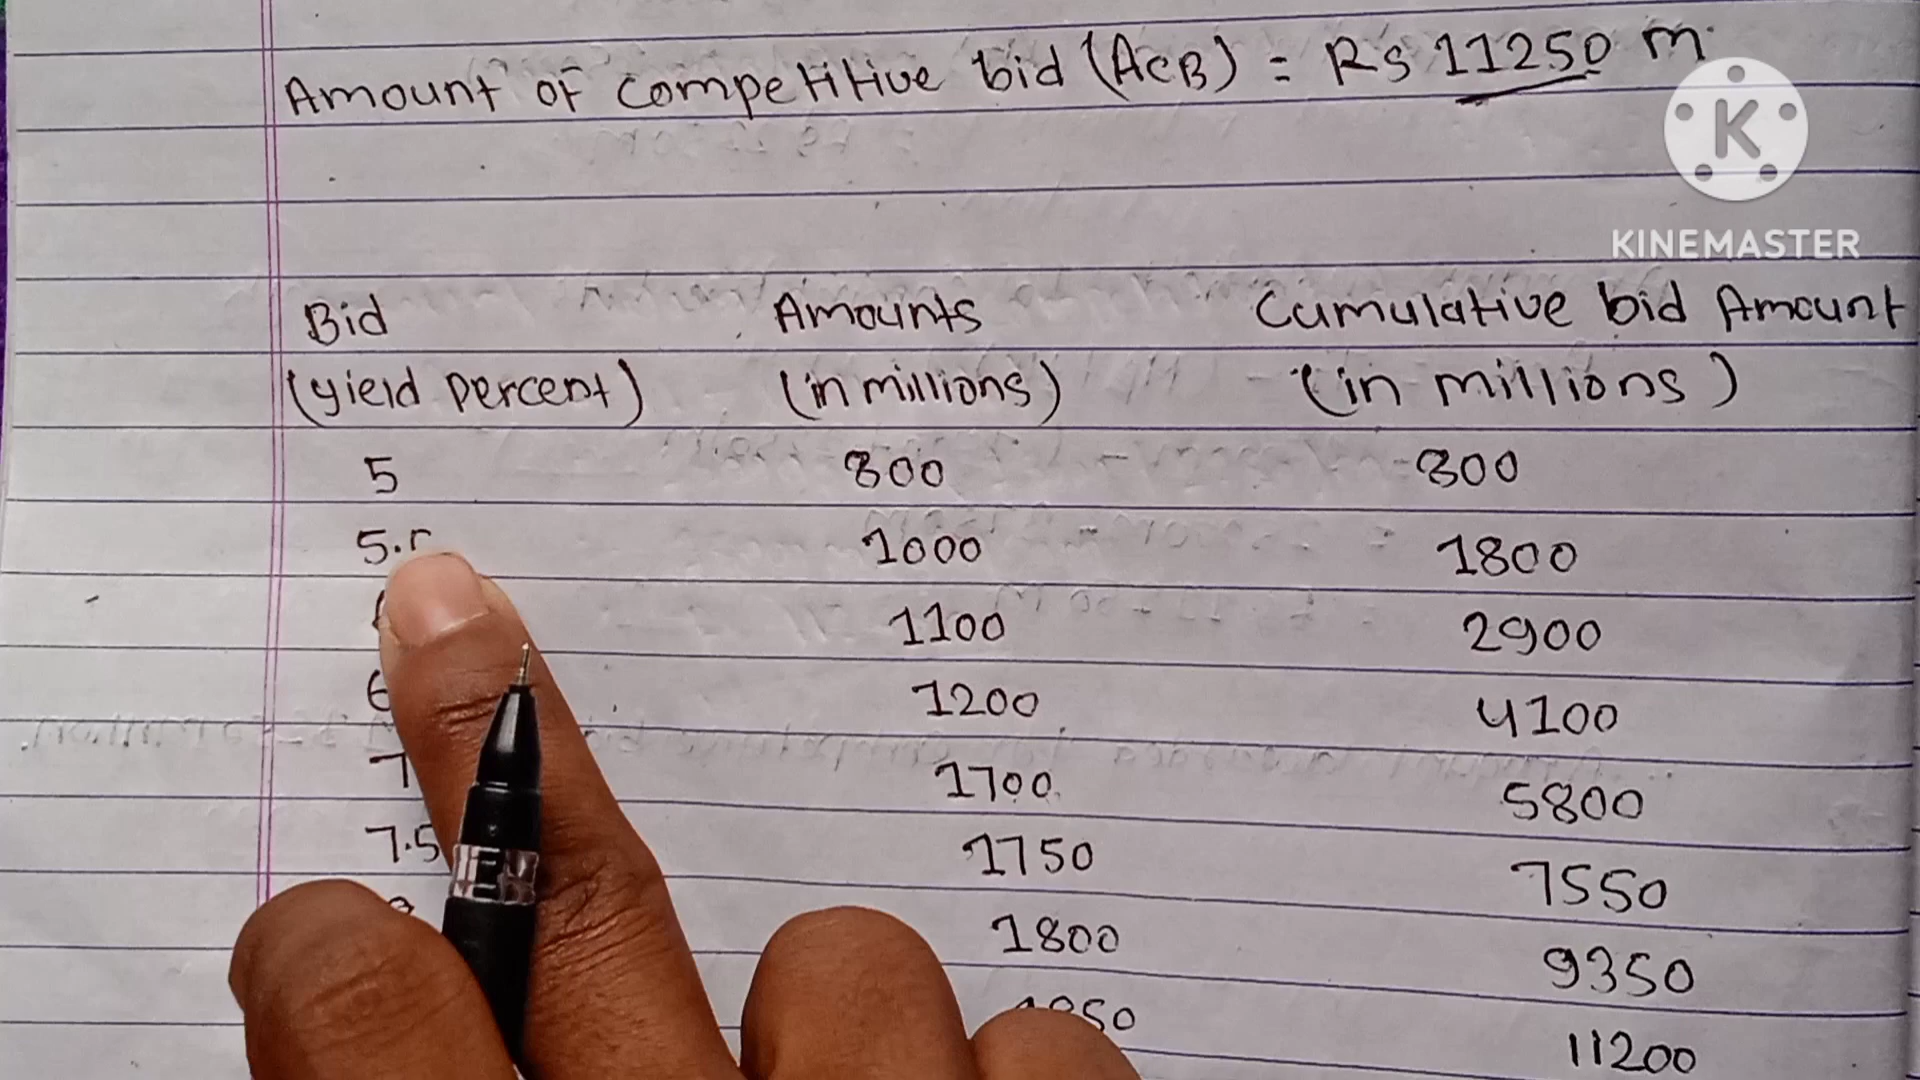 Amount of competitive bid (ACB) = Rs 11250 m
K
KINEMASTER
Bid Amounts Cumulative bid Amount
(yield percent) (in millions) (in millions)
5 800 800
1000 1800
1100 2900
1200 4100
7 1700 5800
7.5 1750 7550
1800 9350
11200